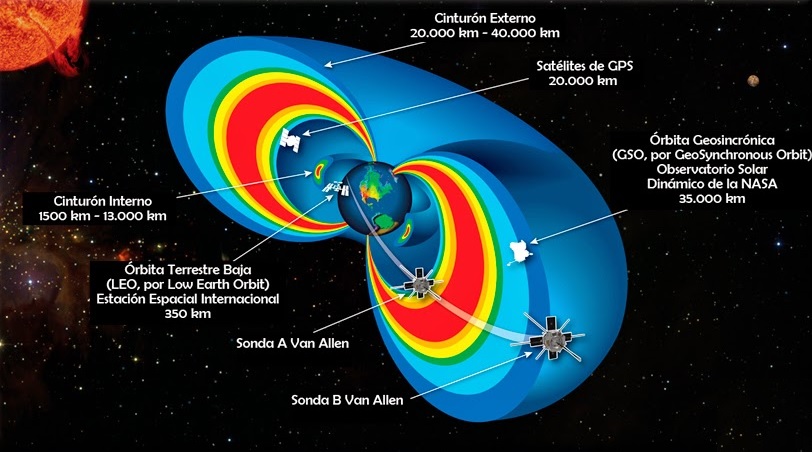 Cinturón Externo
20.000 km - 40.000 km
Satélites de GPS
20.000 km
Órbita Geosincrónica
(GSO, por GeoSynchronous Orbit)
Observatorio Solar
Dinámico de la NASA
35.000 km
Cinturón Interno
1500 km - 13.000 km
Órbita Terrestre Baja
(LEO, por Low Earth Orbit)
Estación Espacial Internacional
350 km
Sonda A Van Allen
Sonda B Van Allen